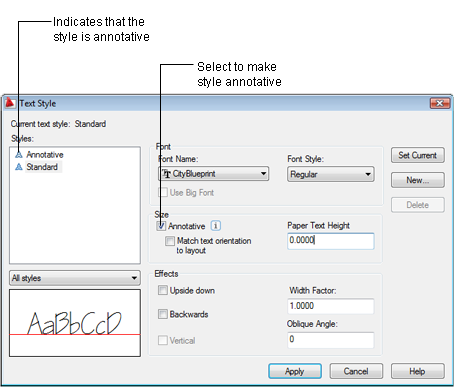 Indicates that the
style is annotative
Select to make
style annotative
Text Style
Current text style: Standard
Styles:
Annotative
Standard
All styles
AaBbCcD
Font
Font Name:
CityBlueprint
Font Style:
Regular
Use Big Font
Size
Annotative
Match text orientation
to layout
Paper Text Height
0.0000
Effects
Upside down
Backwards
Vertical
Width Factor:
1.0000
Oblique Angle:
0
Set Current
New...
Delete
Apply
Cancel
Help